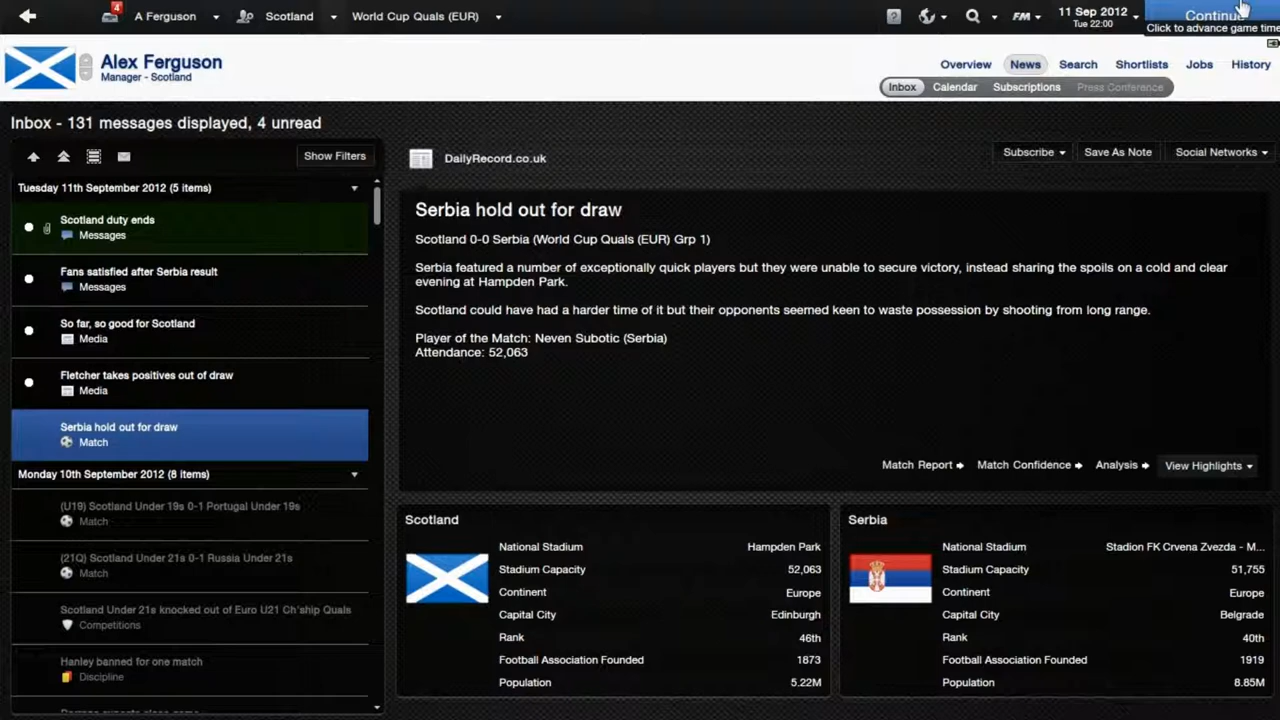 4 A Ferguson Scotland World Cup Quals (EUR) FM 11 Sep 2012 Continue
Tue 22:00 Click to advance game time
Alex Ferguson
Manager - Scotland
Overview News Search Shortlists Jobs History
Inbox Calendar Subscriptions Press Conference
Inbox - 131 messages displayed, 4 unread
Show Filters
DailyRecord.co.uk
Subscribe Save As Note Social Networks
Tuesday 11th September 2012 (5 items)
Scotland duty ends
Messages
Fans satisfied after Serbia result
Messages
So far, so good for Scotland
Media
Fletcher takes positives out of draw
Media
Serbia hold out for draw
Match
Monday 10th September 2012 (8 items)
(U19) Scotland Under 19s 0-1 Portugal Under 19s
Match
(21Q) Scotland Under 21s 0-1 Russia Under 21s
Match
Scotland Under 21s knocked out of Euro U21 Ch'ship Quals
Competitions
Hanley banned for one match
Discipline
Serbia hold out for draw
Scotland 0-0 Serbia (World Cup Quals (EUR) Grp 1)
Serbia featured a number of exceptionally quick players but they were unable to secure victory, instead sharing the spoils on a cold and clear
evening at Hampden Park.
Scotland could have had a harder time of it but their opponents seemed keen to waste possession by shooting from long range.
Player of the Match: Neven Subotic (Serbia)
Attendance: 52,063
Match Report Match Confidence Analysis View Highlights
Scotland
National Stadium Hampden Park
Stadium Capacity 52,063
Continent Europe
Capital City Edinburgh
Rank 46th
Football Association Founded 1873
Population 5.22M
Serbia
National Stadium Stadion FK Crvena Zvezda - M...
Stadium Capacity 51,755
Continent Europe
Capital City Belgrade
Rank 40th
Football Association Founded 1919
Population 8.85M